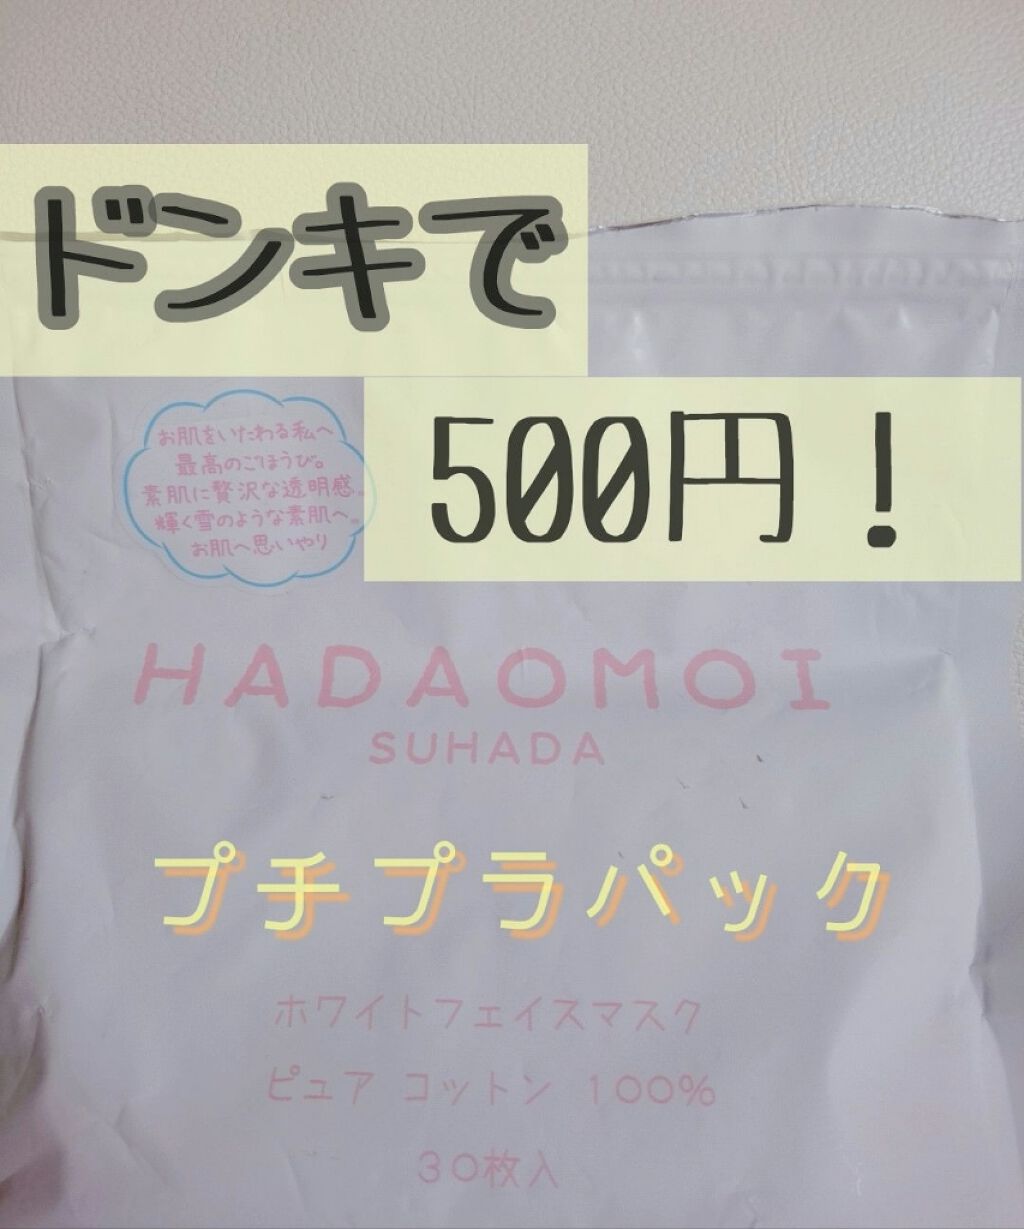 ドンキで
500円！
お肌をいたわる私へ
最高のごほうび。
素肌に贅沢な透明感。
輝く雪のような素肌へ。
お肌へ思いやり
HADAOMOI
SUHADA
プチプラパック
ホワイトフェイスマスク
ピュア コットン 100%
30枚入